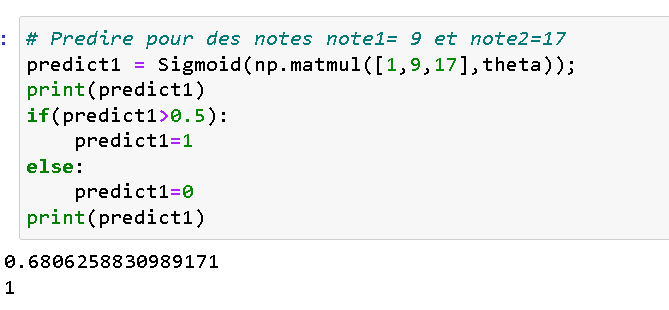 : # Predire pour des notes note1= 9 et note2=17
predict1 = Sigmoid(np.matmul([1,9,17],theta));
print(predict1)
if(predict1>0.5):
    predict1=1
else:
    predict1=0
print(predict1)
0.6806258830989171
1